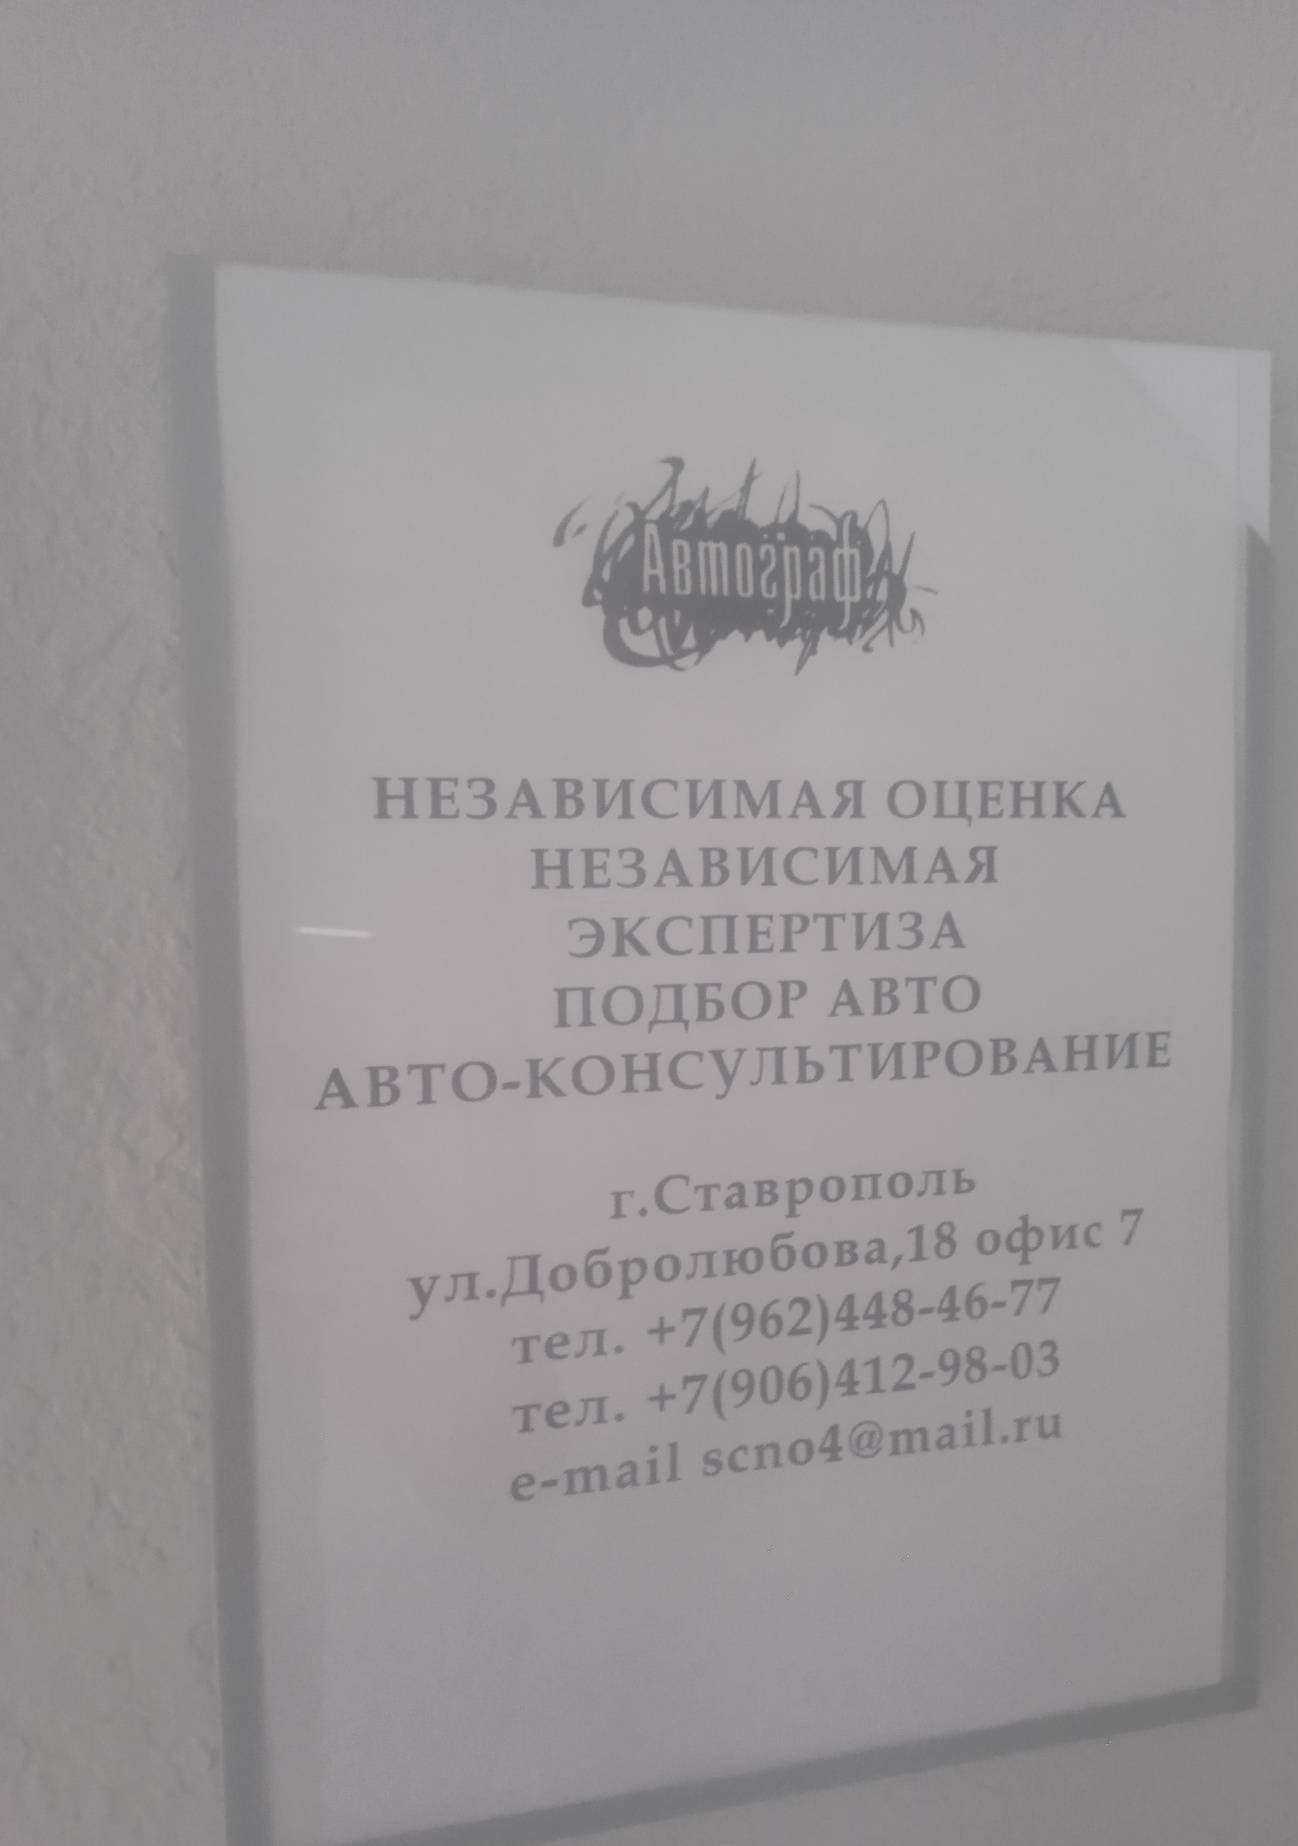 Автограф
НЕЗАВИСИМАЯ ОЦЕНКА
НЕЗАВИСИМАЯ
ЭКСПЕРТИЗА
ПОДБОР АВТО
АВТО-КОНСУЛЬТИРОВАНИЕ
г.Ставрополь
ул.Добролюбова,18 офис 7
тел. +7(962)448-46-77
тел. +7(906)412-98-03
e-mail scno4@mail.ru